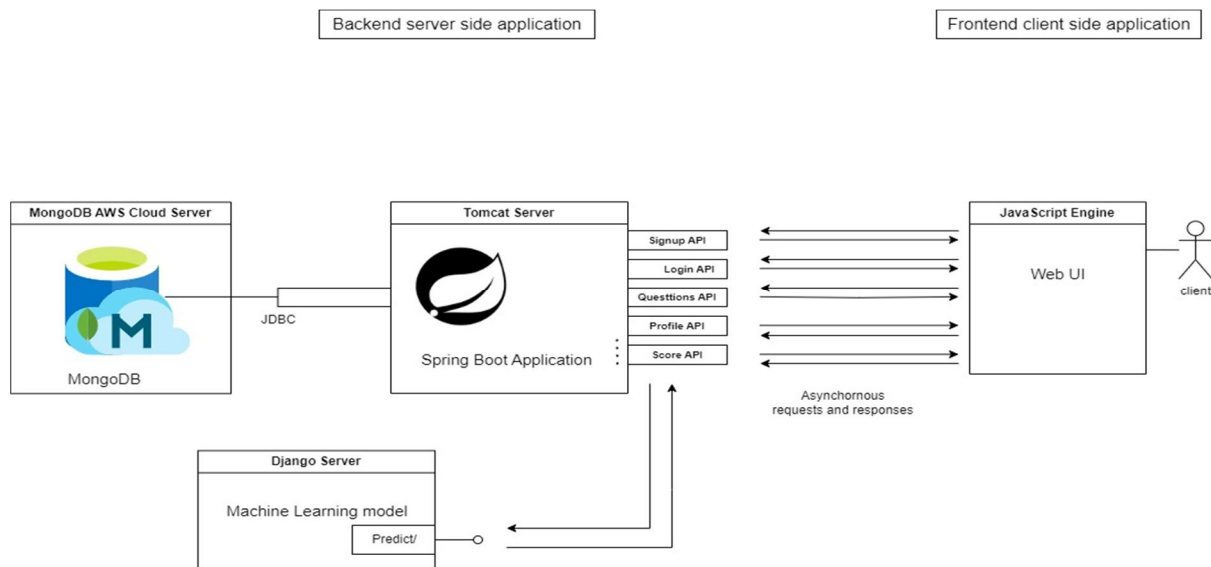 Backend server side application
Frontend client side application
MongoDB AWS Cloud Server
M
MongoDB
JDBC
Tomcat Server
Spring Boot Application
Signup API
Login API
Questtions API
Profile API
Score API
Asynchornous
requests and responses
JavaScript Engine
Web UI
client
Django Server
Machine Learning model
Predict/